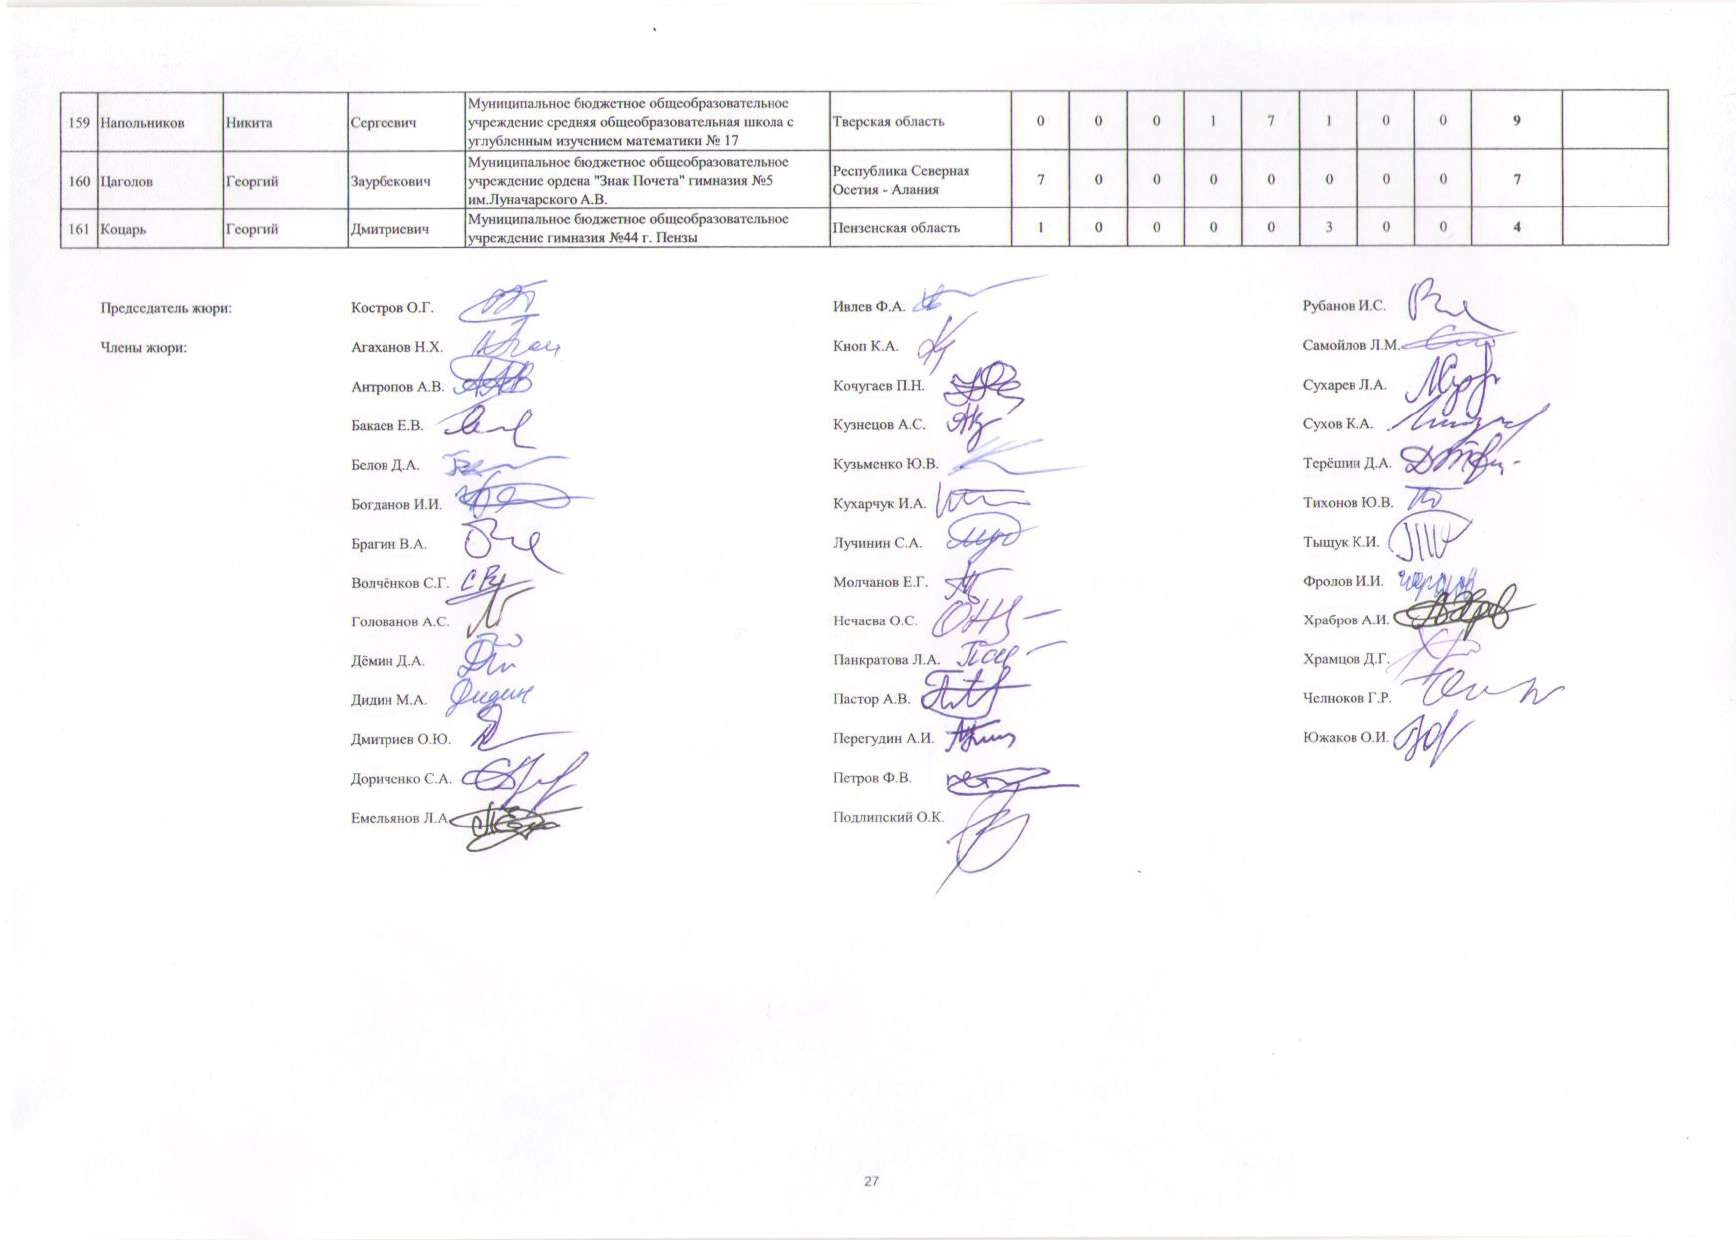 159 Напольников Никита Сергеевич Муниципальное бюджетное общеобразовательное
учреждение средняя общеобразовательная школа с
углубленным изучением математики № 17 Тверская область 0 0 0 1 7 1 0 0 9
160 Цаголов Георгий Заурбекович Муниципальное бюджетное общеобразовательное
учреждение ордена "Знак Почета" гимназия №5
им.Луначарского А.В. Республика Северная
Осетия - Алания 7 0 0 0 0 0 0 0 7
161 Коцарь Георгий Дмитриевич Муниципальное бюджетное общеобразовательное
учреждение гимназия №44 г. Пензы Пензенская область 1 0 0 0 0 3 0 0 4
Председатель жюри: Костров О.Г.
Члены жюри: Агаханов Н.Х.
Антропов А.В.
Бакаев Е.В.
Белов Д.А.
Богданов И.И.
Брагин В.А.
Волчёнков С.Г.
Голованов А.С.
Дёмин Д.А.
Дидин М.А.
Дмитриев О.Ю.
Дориченко С.А.
Емельянов Л.А.
Ивлев Ф.А.
Кноп К.А.
Кочугаев П.Н.
Кузнецов А.С.
Кузьменко Ю.В.
Кухарчук И.А.
Лучинин С.А.
Молчанов Е.Г.
Нечаева О.С.
Панкратова Л.А.
Пастор А.В.
Перегудин А.И.
Петров Ф.В.
Подлипский О.К.
Рубанов И.С.
Самойлов Л.М.
Сухарев Л.А.
Сухов К.А.
Терёшин Д.А.
Тихонов Ю.В.
Тыщук К.И.
Фролов И.И.
Храбров А.И.
Храмцов Д.Г.
Челноков Г.Р.
Южаков О.И.
27